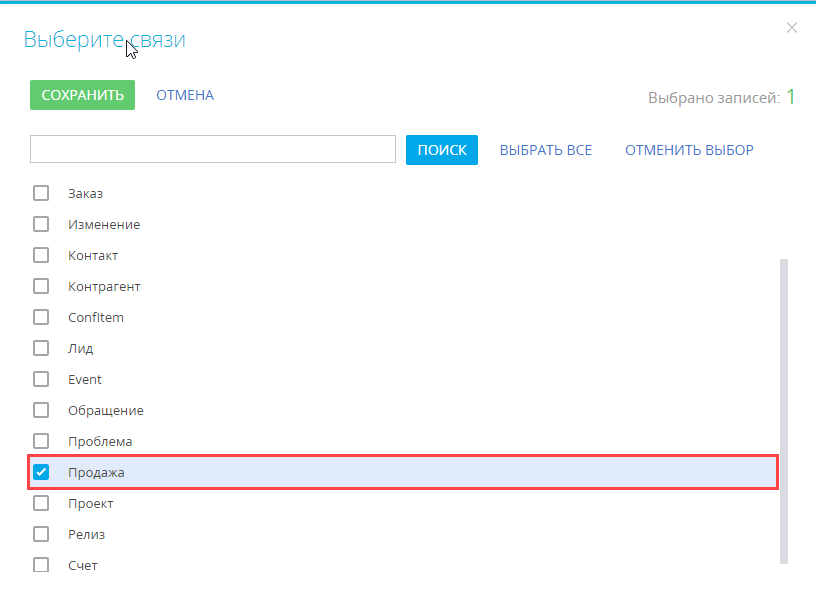 Выберите связи
СОХРАНИТЬ ОТМЕНА
Выбрано записей: 1
ПОИСК ВЫБРАТЬ ВСЕ ОТМЕНИТЬ ВЫБОР
Заказ
Изменение
Контакт
Контрагент
ConfItem
Лид
Event
Обращение
Проблема
Продажа
Проект
Релиз
Счет